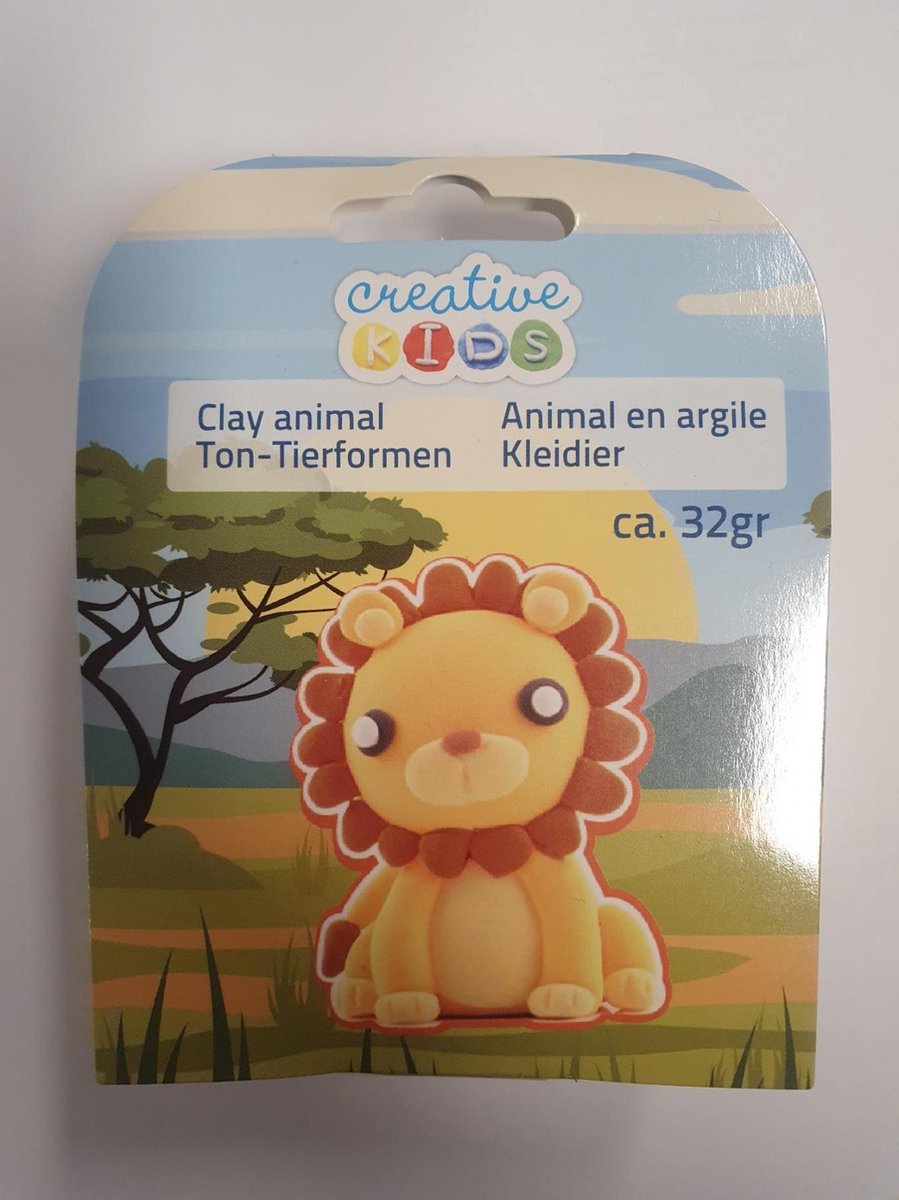 creative
KIDS
Clay animal
Ton-Tierformen
Animal en argile
Kleidier
ca. 32gr